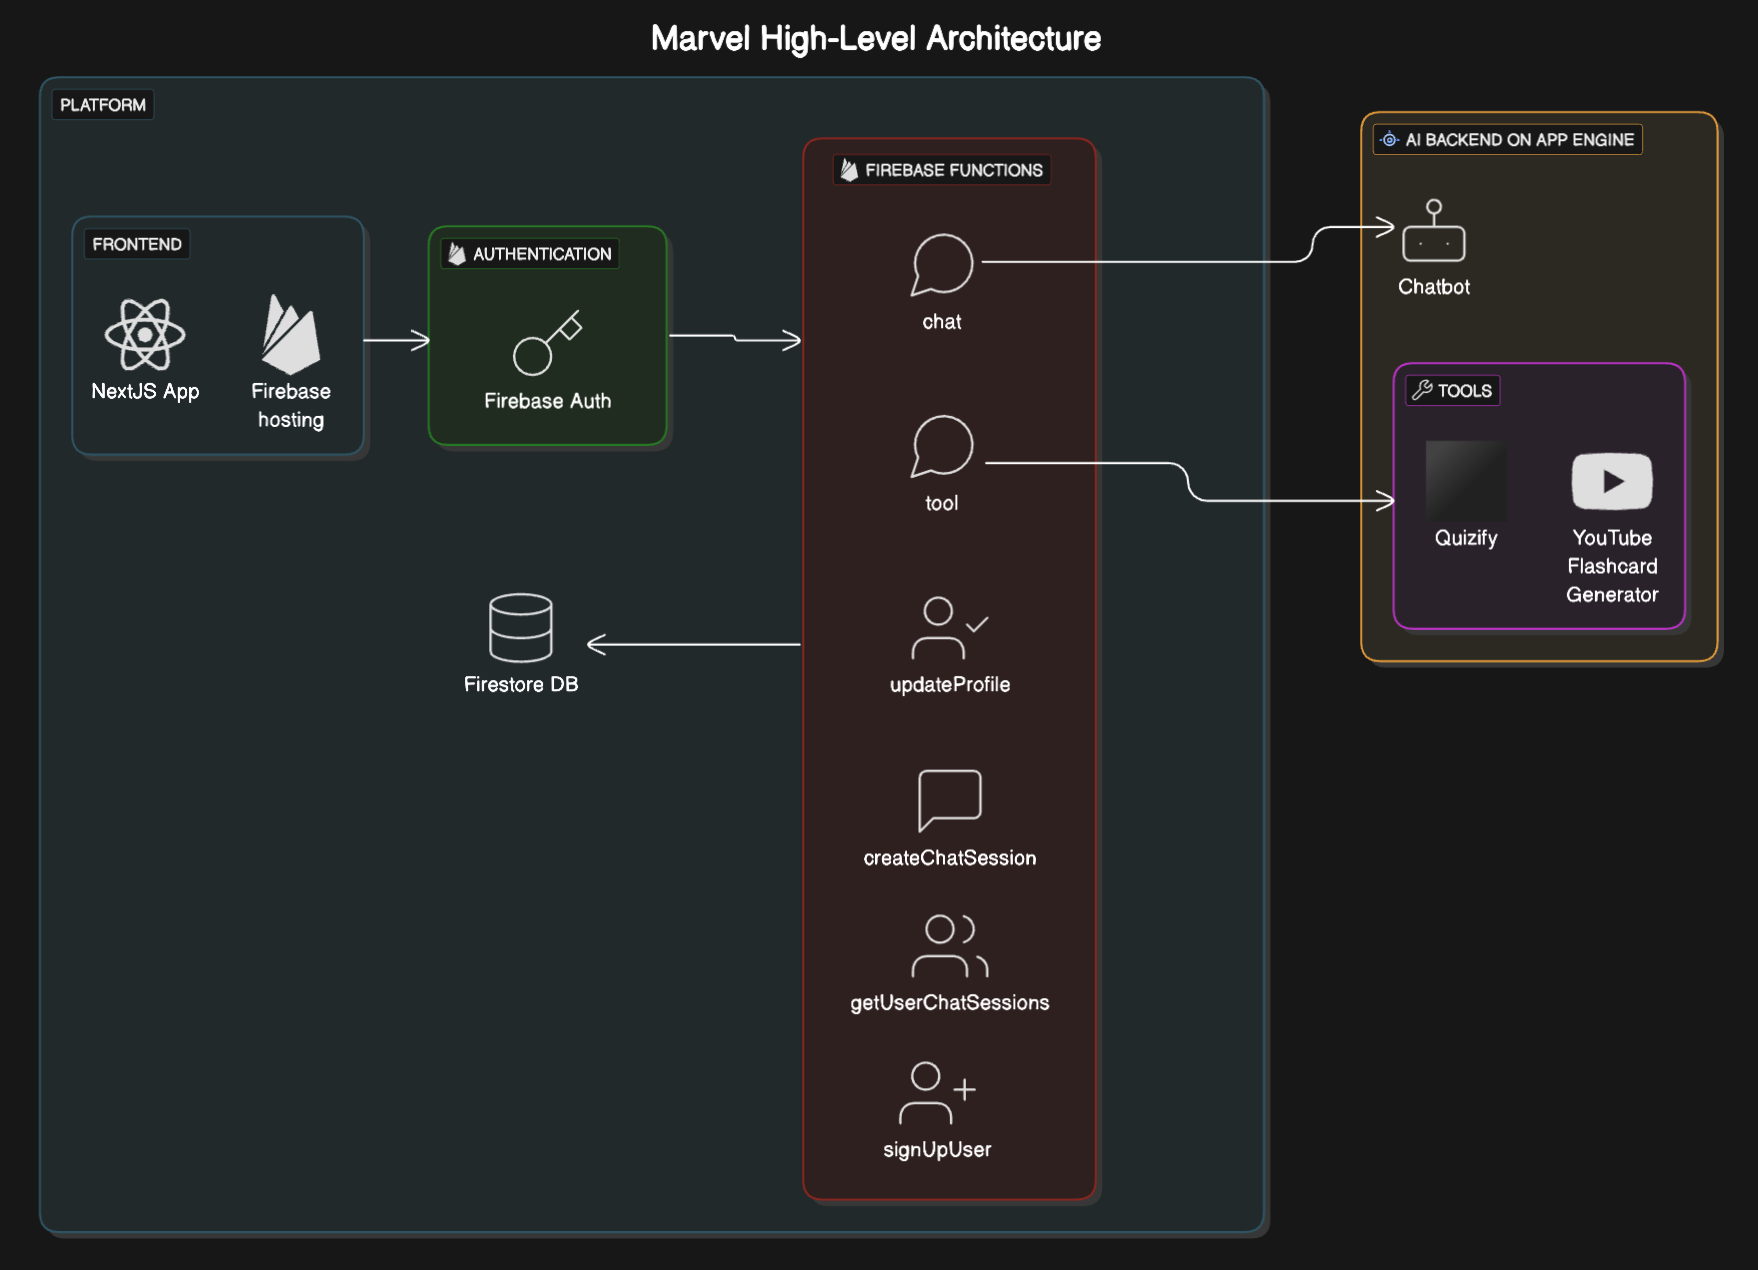 Marvel High-Level Architecture
PLATFORM
FRONTEND
NextJS App
Firebase
hosting
AUTHENTICATION
Firebase Auth
Firestore DB
FIREBASE FUNCTIONS
chat
tool
updateProfile
createChatSession
getUserChatSessions
signUpUser
AI BACKEND ON APP ENGINE
Chatbot
TOOLS
Quizify
YouTube
Flashcard
Generator